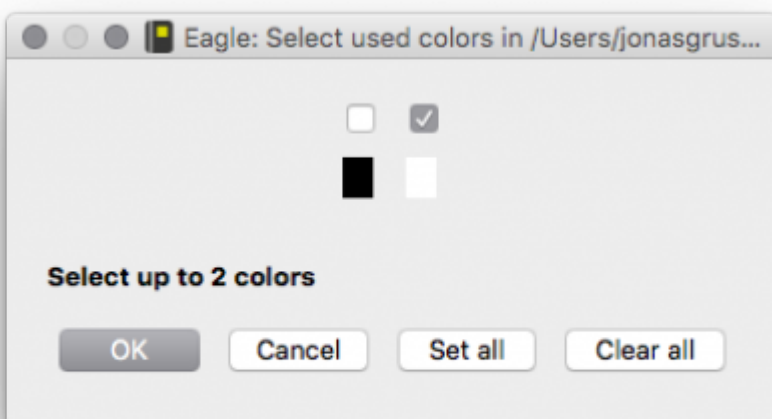 Eagle: Select used colors in /Users/jonasgrus...
Select up to 2 colors
OK Cancel Set all Clear all